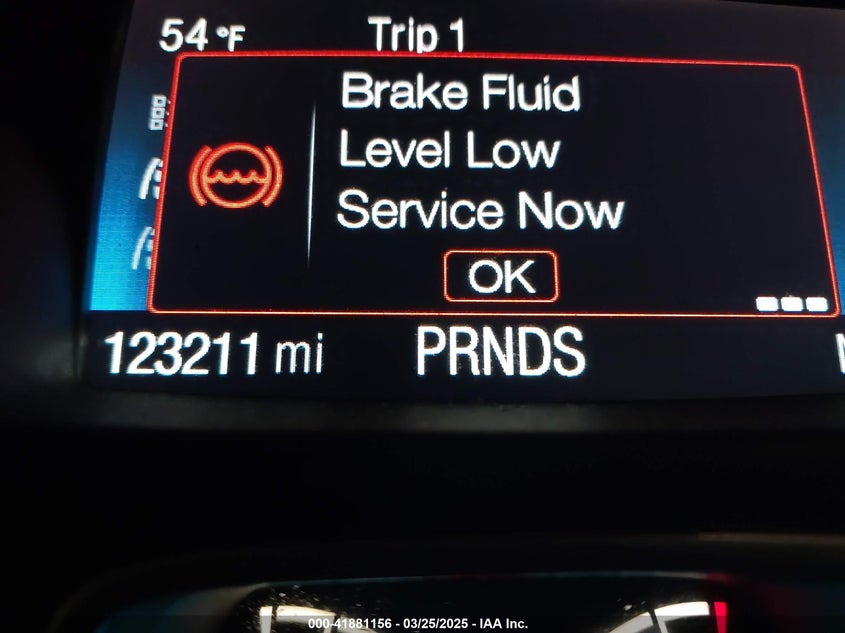 54 °F Trip 1
Brake Fluid
Level Low
Service Now
OK
123211 mi PRNDS
000-41881156 - 03/25/2025 - IAA Inc.